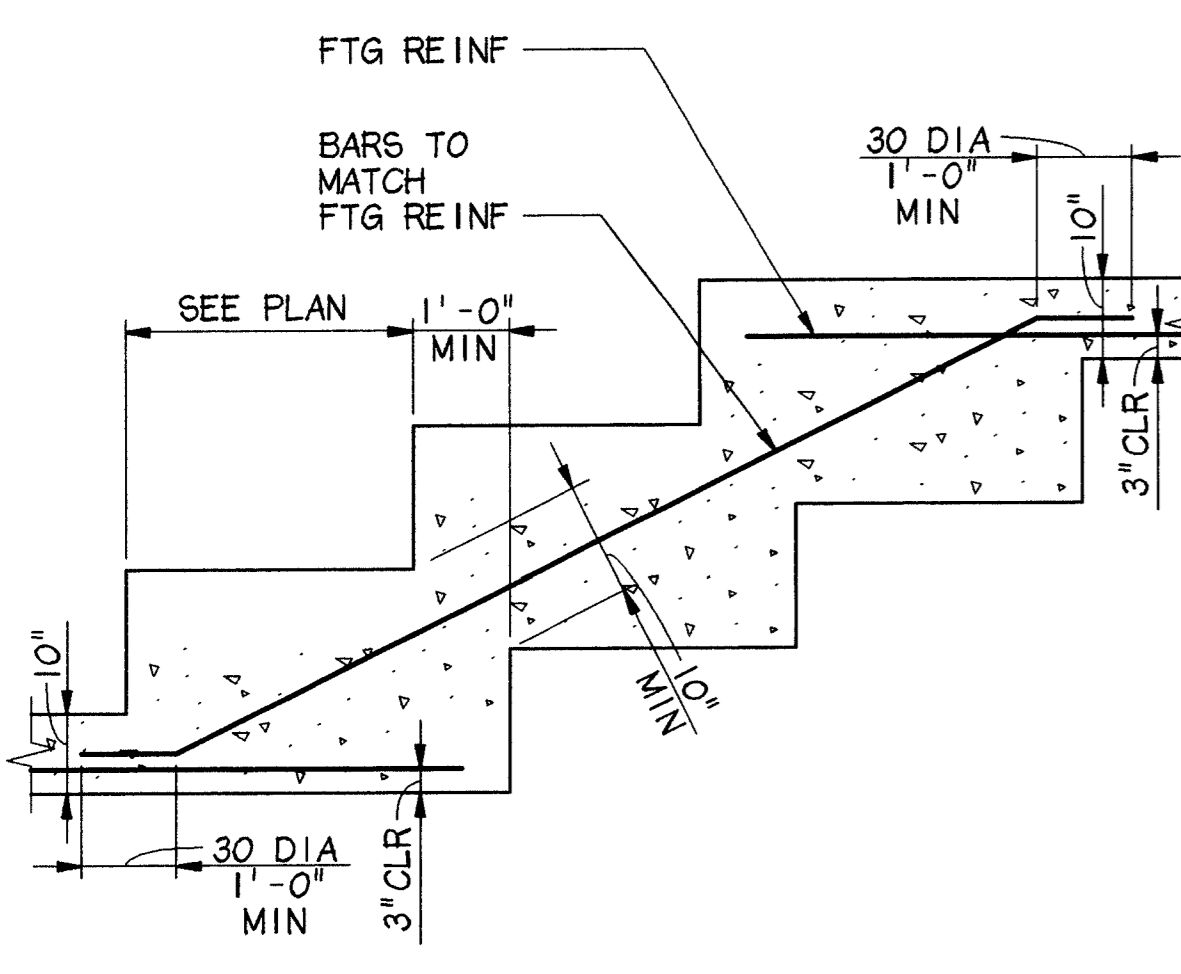 FTG REINF
BARS TO
MATCH
FTG REINF
30 DIA
1'-0"
MIN
10"
SEE PLAN
1'-0"
MIN
3" CLR
10"
10"
MIN
30 DIA
1'-0"
MIN
3" CLR